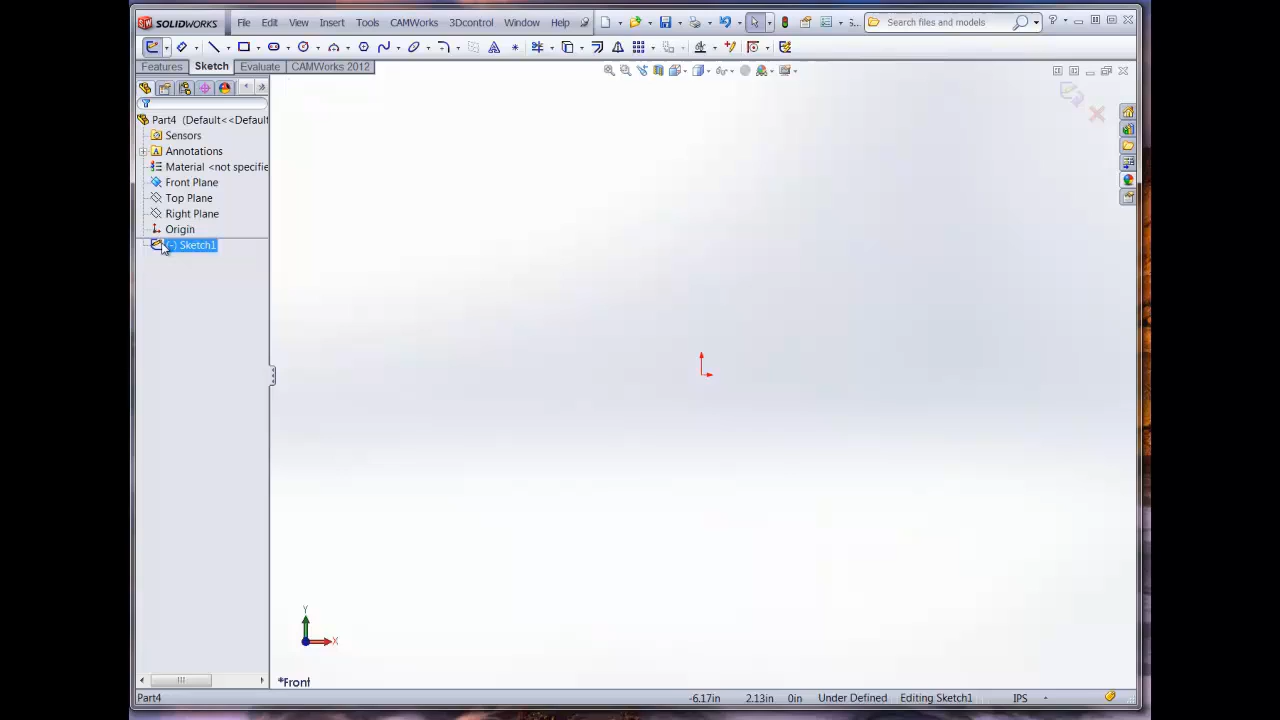 SOLIDWORKS File Edit View Insert Tools CAMWorks 3Dcontrol Window Help S... Search files and models ?
Features Sketch Evaluate CAMWorks 2012
Part4 (Default<<Default
Sensors
A Annotations
Material <not specifie
Front Plane
Top Plane
Right Plane
Origin
(-) Sketch1
Y
X
*Front
Part4 -6.17in 2.13in 0in Under Defined Editing Sketch1 IPS